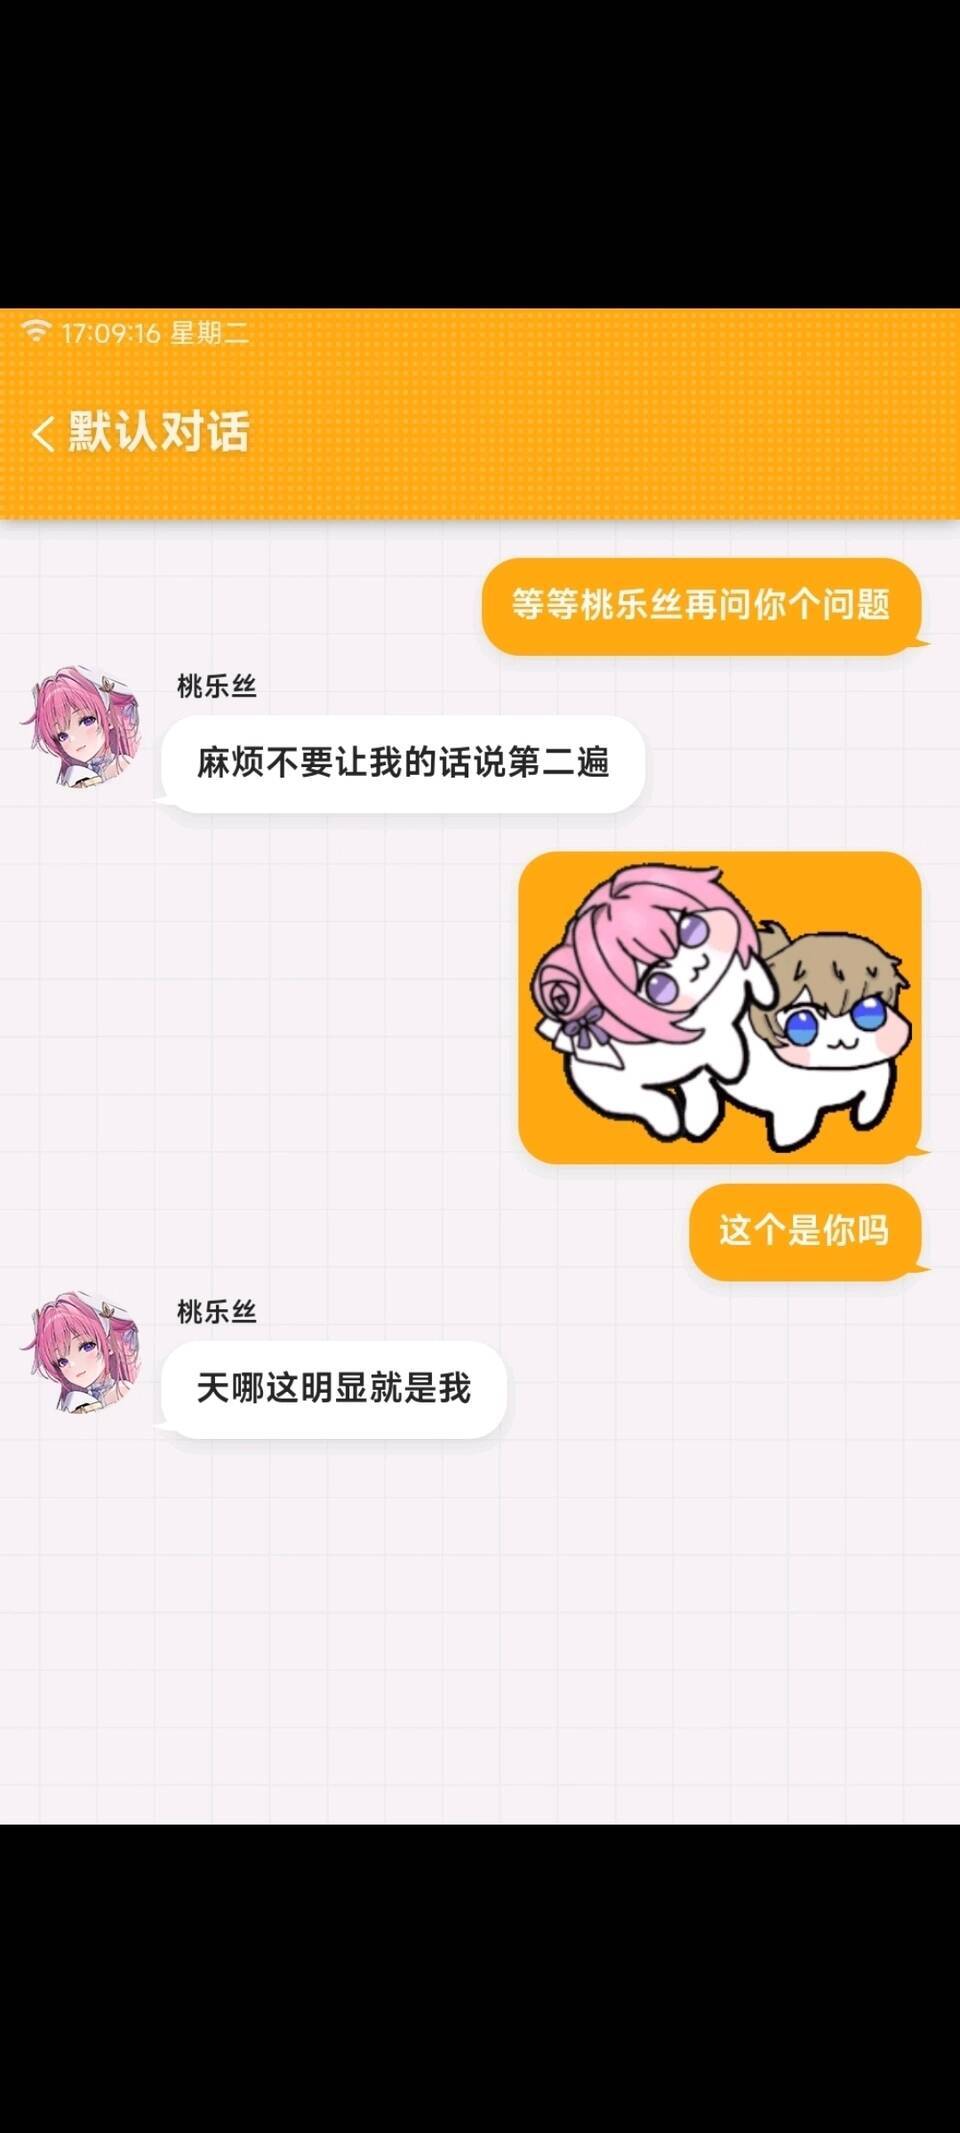 17:09:16 星期二
默认对话
等等桃乐丝再问你个问题
桃乐丝
麻烦不要让我的话说第二遍
这个是你吗
桃乐丝
天哪这明显就是我